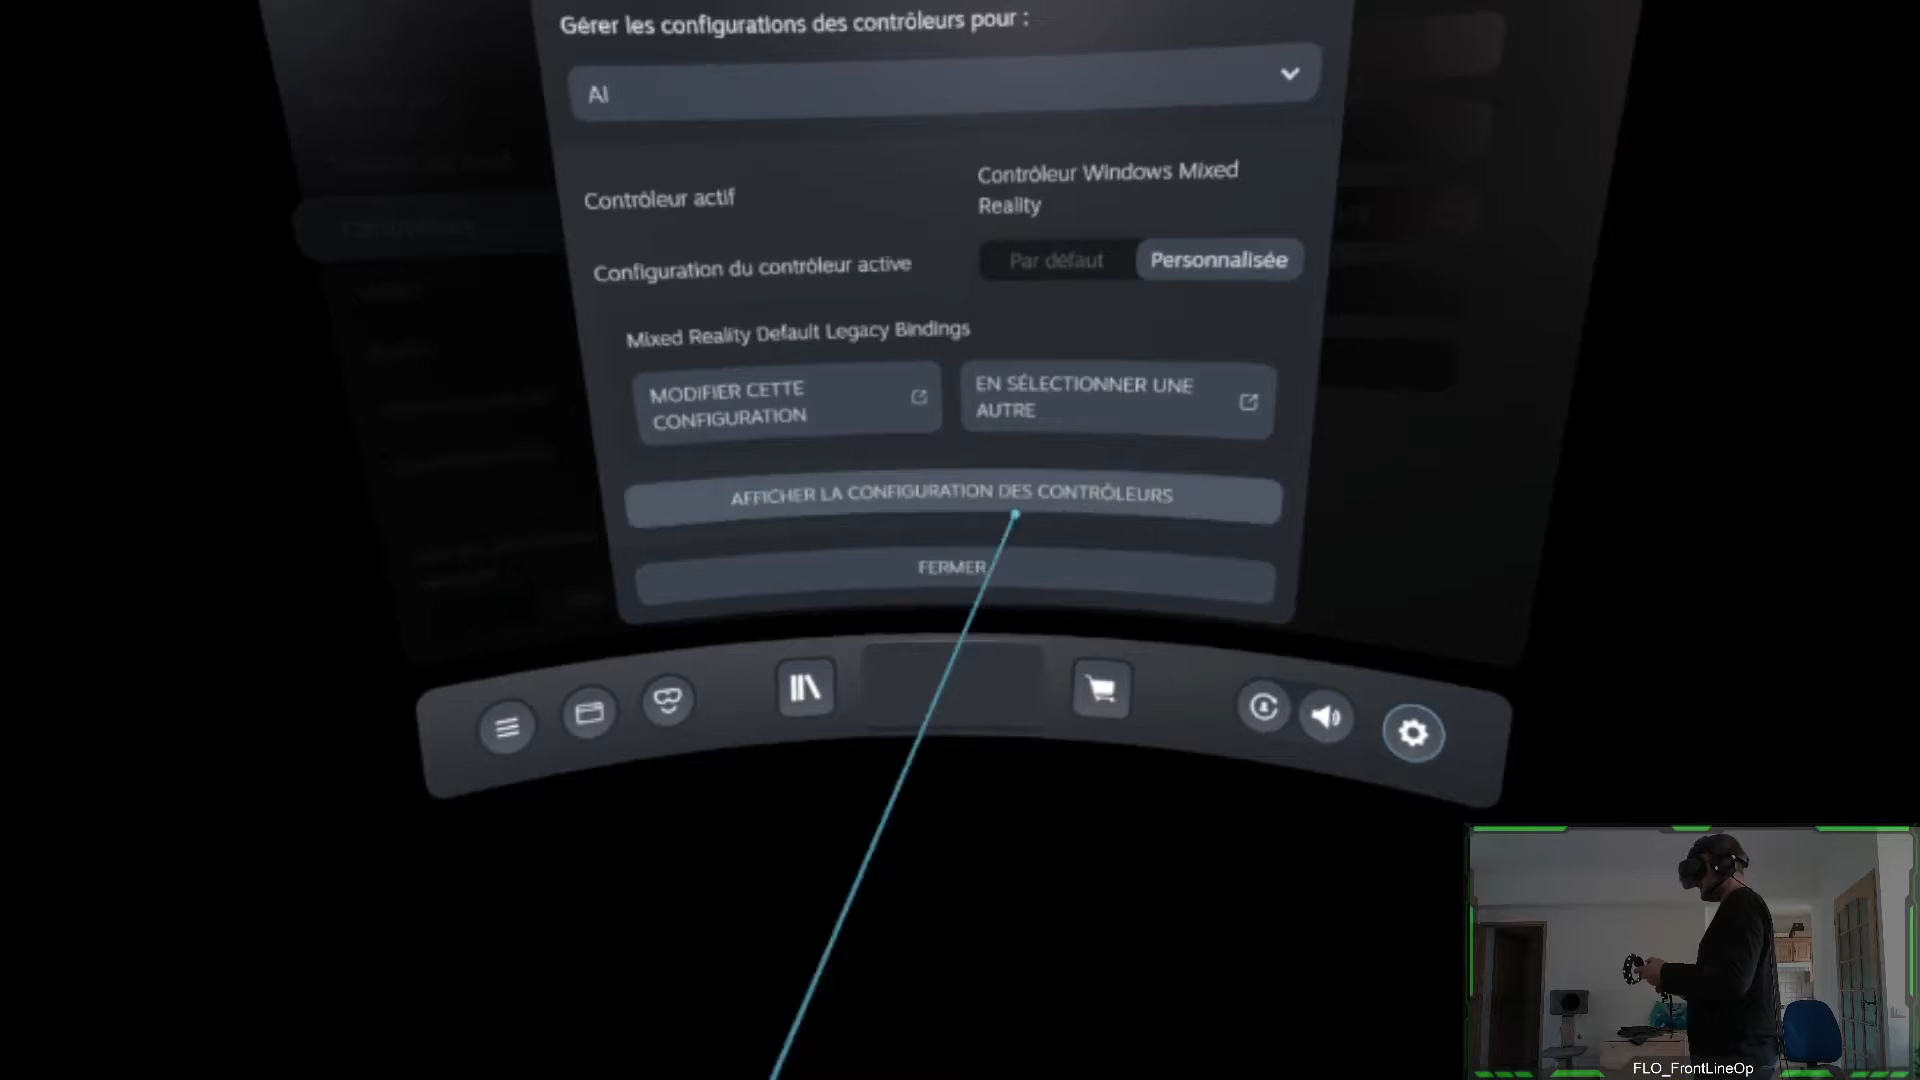 Gérer les configurations des contrôleurs pour :
AI
Contrôleur actif
Contrôleur Windows Mixed
Reality
Configuration du contrôleur active
Par défaut
Personnalisée
Mixed Reality Default Legacy Bindings
MODIFIER CETTE
CONFIGURATION
EN SÉLECTIONNER UNE
AUTRE
AFFICHER LA CONFIGURATION DES CONTRÔLEURS
FERMER
FLO_FrontLineOp